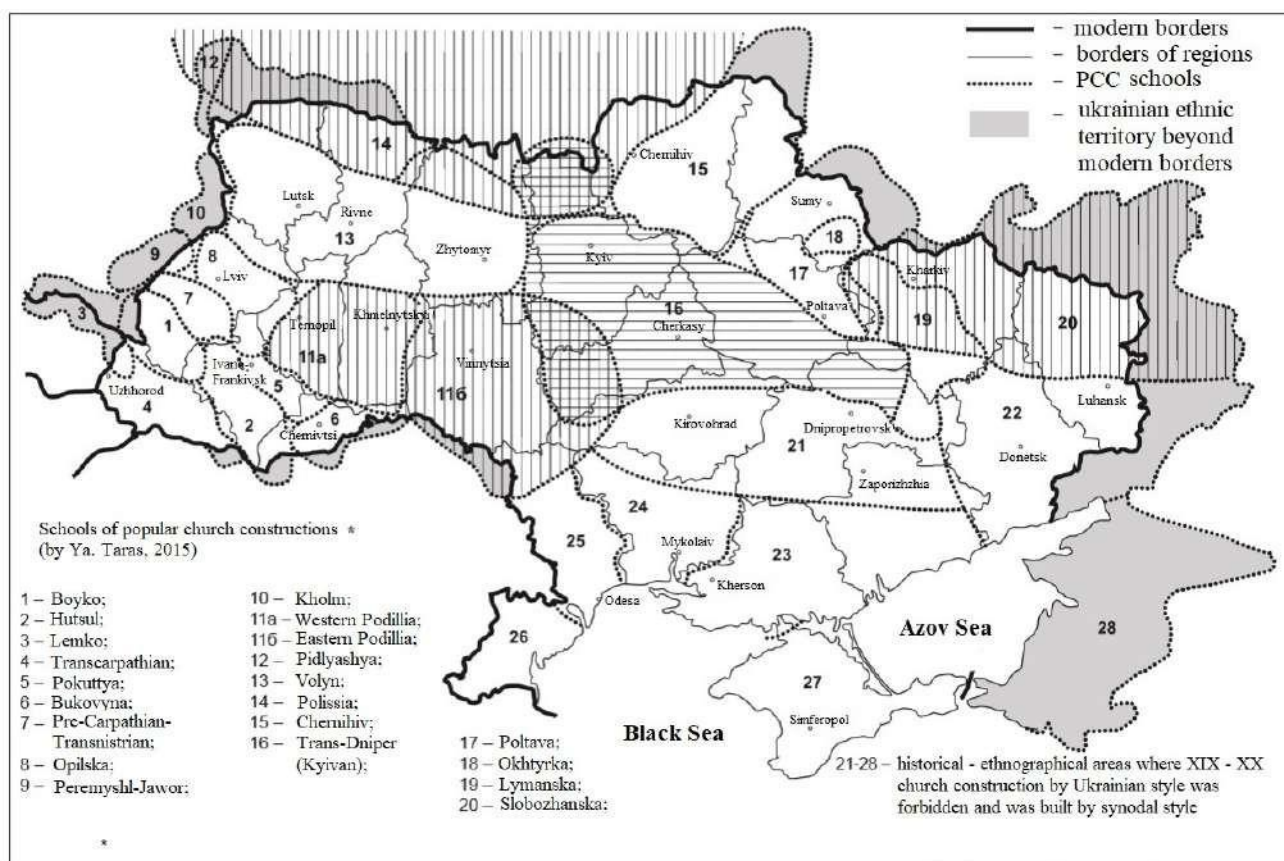 – modern borders
– borders of regions
PCC schools
– ukrainian ethnic
territory beyond
modern borders
12
14
Chernihiv
15
Lutsk
Rivne
13
Sumy
18
10
9
8
Lviv
Zhytomyr
Kyiv
17
Kharkiv
3
7
1
Ternopil
11a
Khmelnytskyi
16
Cherkasy
Poltava
19
20
Vinnytsia
11б
Ivano-
Frankivsk
5
Uzhhorod
4
2
6
Chernivtsi
Kirovohrad
Dnipropetrovsk
21
22
Luhansk
Donetsk
Zaporizhzhia
24
25
Mykolaiv
23
Kherson
Odesa
26
Azov Sea
28
27
Simferopol
Black Sea
Schools of popular church constructions *
(by Ya. Taras, 2015)
1 – Boyko;
2 – Hutsul;
3 – Lemko;
4 – Transcarpathian;
5 – Pokuttya;
6 – Bukovyna;
7 – Pre-Carpathian-
Transnistrian;
8 – Opilska;
9 – Peremyshl-Jawor;
10 – Kholm;
11a – Western Podillia;
11б – Eastern Podillia;
12 – Pidlyashya;
13 – Volyn;
14 – Polissia;
15 – Chernihiv;
16 – Trans-Dniper
(Kyivan);
17 – Poltava;
18 – Okhtyrka;
19 – Lymanska;
20 – Slobozhanska;
21-28 – historical - ethnographical areas where XIX - XX
church construction by Ukrainian style was
forbidden and was built by synodal style
*